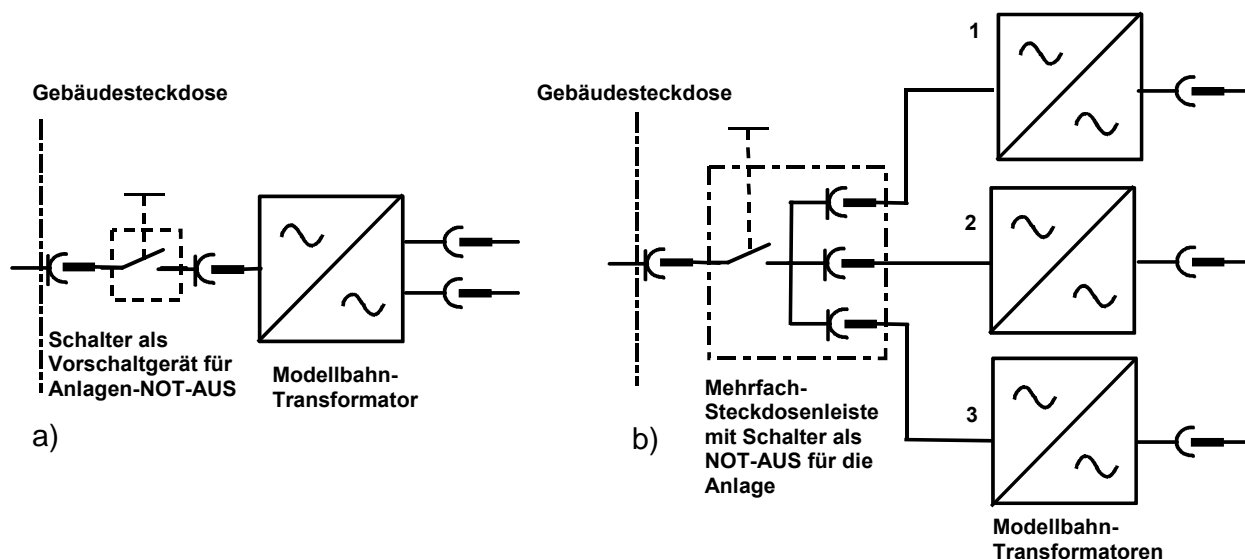 Gebäudesteckdose
Schalter als
Vorschaltgerät für
Anlagen-NOT-AUS
Modellbahn-
Transformator
a)
Gebäudesteckdose
1
2
3
Mehrfach-
Steckdosenleiste
mit Schalter als
NOT-AUS für die
Anlage
b)
Modellbahn-
Transformatoren